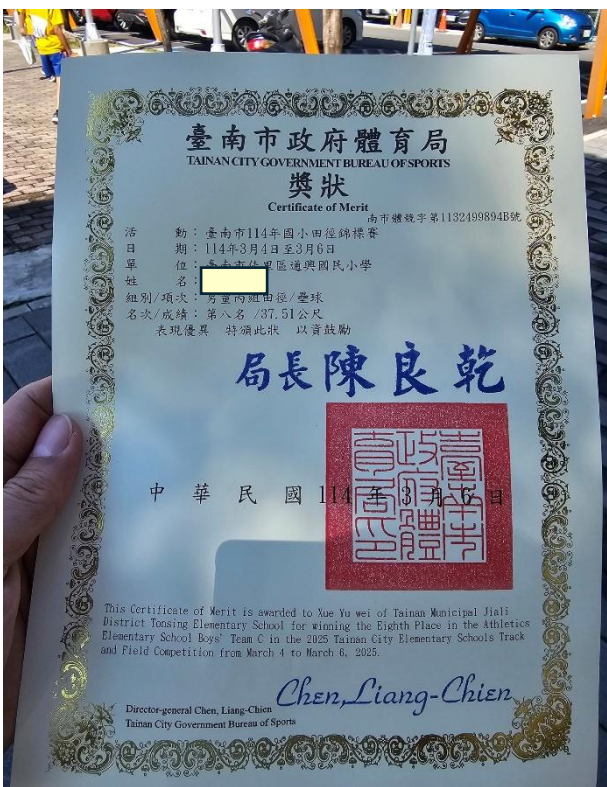 臺南市政府體育局
TAINAN CITY GOVERNMENT BUREAU OF SPORTS
獎狀
Certificate of Merit
南市體競字第1132499894B號
活動：臺南市114年國小田徑錦標賽
日期：114年3月4日至3月6日
單位：臺南市佳里區通興國民小學
姓名：
組別/項次：男童丙組田徑/壘球
名次/成績：第八名 /37.51公尺
表現優異 特頒此狀 以資鼓勵
局長陳良乾
臺南市政府體育局印
中華民國114年3月6日
This Certificate of Merit is awarded to Xue Yu wei of Tainan Municipal Jiali
District Tonsing Elementary School for winning the Eighth Place in the Athletics
Elementary School Boys' Team C in the 2025 Tainan City Elementary Schools Track
and Field Competition from March 4 to March 6, 2025.
Chen, Liang-Chien
Director-general Chen, Liang-Chien
Tainan City Government Bureau of Sports